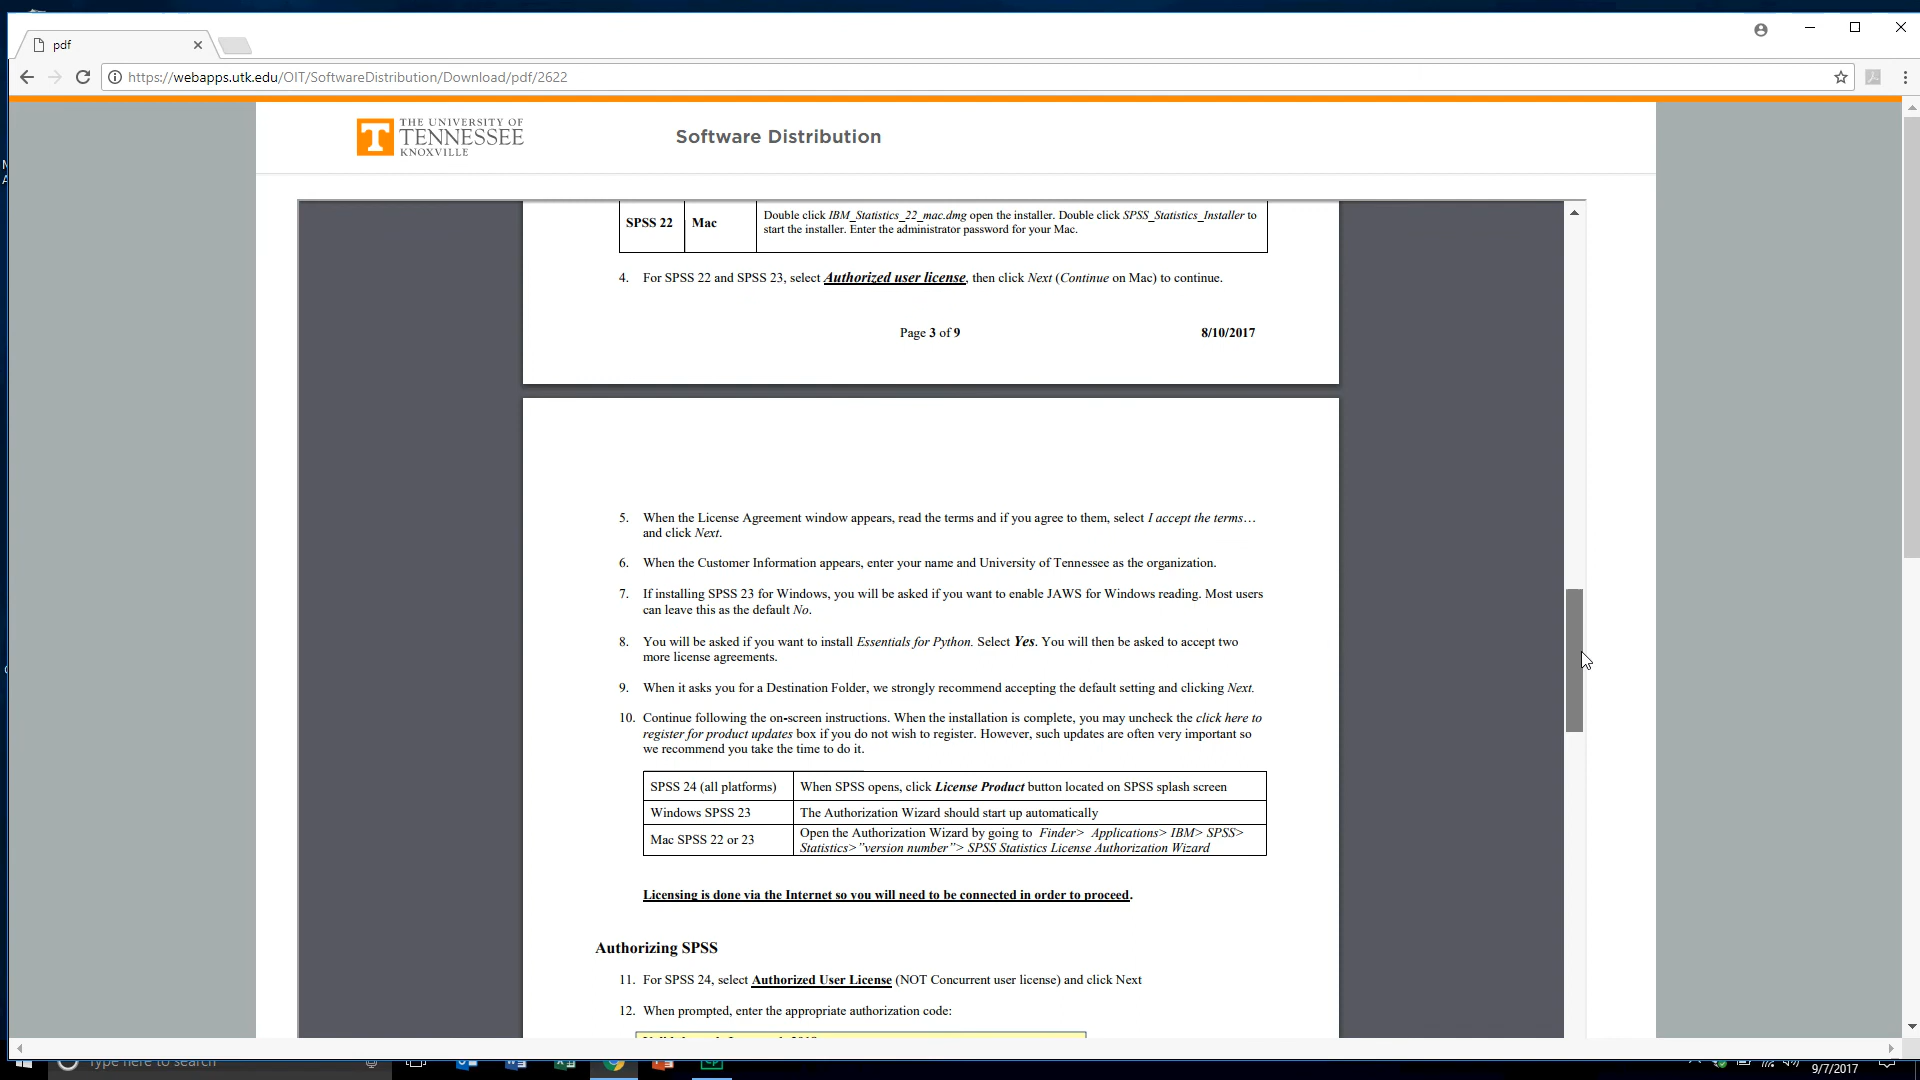 pdf
https://webapps.utk.edu/OIT/SoftwareDistribution/Download/pdf/2622
THE UNIVERSITY OF
TENNESSEE
KNOXVILLE
Software Distribution
SPSS 22
Mac
Double click IBM_Statistics_22_mac.dmg open the installer. Double click SPSS_Statistics_Installer to
start the installer. Enter the administrator password for your Mac.
4. For SPSS 22 and SPSS 23, select Authorized user license, then click Next (Continue on Mac) to continue.
Page 3 of 9
8/10/2017
5. When the License Agreement window appears, read the terms and if you agree to them, select I accept the terms…
and click Next.
6. When the Customer Information appears, enter your name and University of Tennessee as the organization.
7. If installing SPSS 23 for Windows, you will be asked if you want to enable JAWS for Windows reading. Most users
can leave this as the default No.
8. You will be asked if you want to install Essentials for Python. Select Yes. You will then be asked to accept two
more license agreements.
9. When it asks you for a Destination Folder, we strongly recommend accepting the default setting and clicking Next.
10. Continue following the on-screen instructions. When the installation is complete, you may uncheck the click here to
register for product updates box if you do not wish to register. However, such updates are often very important so
we recommend you take the time to do it.
SPSS 24 (all platforms)
When SPSS opens, click License Product button located on SPSS splash screen
Windows SPSS 23
The Authorization Wizard should start up automatically
Mac SPSS 22 or 23
Open the Authorization Wizard by going to Finder> Applications> IBM> SPSS>
Statistics>”version number”> SPSS Statistics License Authorization Wizard
Licensing is done via the Internet so you will need to be connected in order to proceed.
Authorizing SPSS
11. For SPSS 24, select Authorized User License (NOT Concurrent user license) and click Next
12. When prompted, enter the appropriate authorization code:
Type here to search
9/7/2017